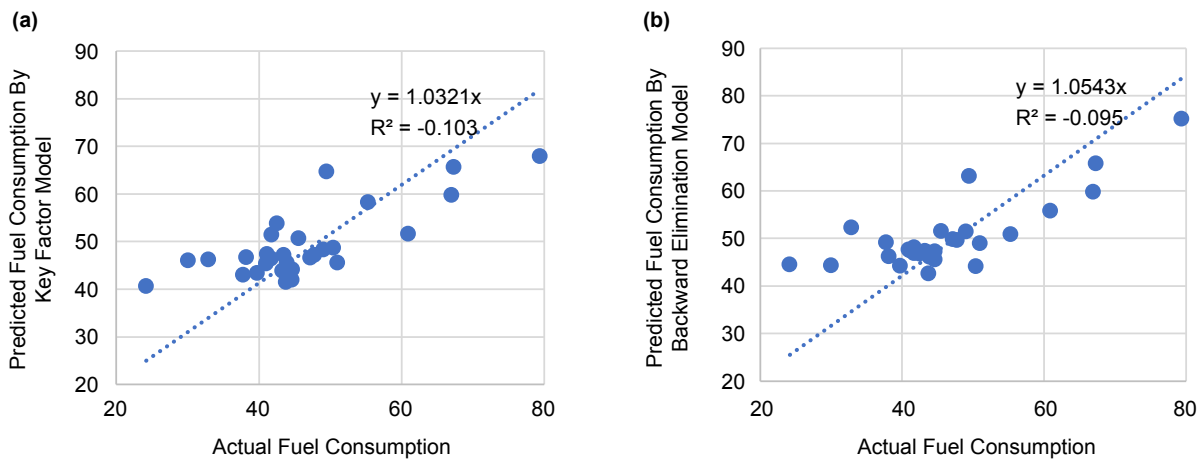 (a)
Predicted Fuel Consumption By
Key Factor Model
90
80
70
60
50
40
30
20
y = 1.0321x
R² = -0.103
20
40
60
80
Actual Fuel Consumption
(b)
Predicted Fuel Consumption By
Backward Elimination Model
90
80
70
60
50
40
30
20
y = 1.0543x
R² = -0.095
20
40
60
80
Actual Fuel Consumption